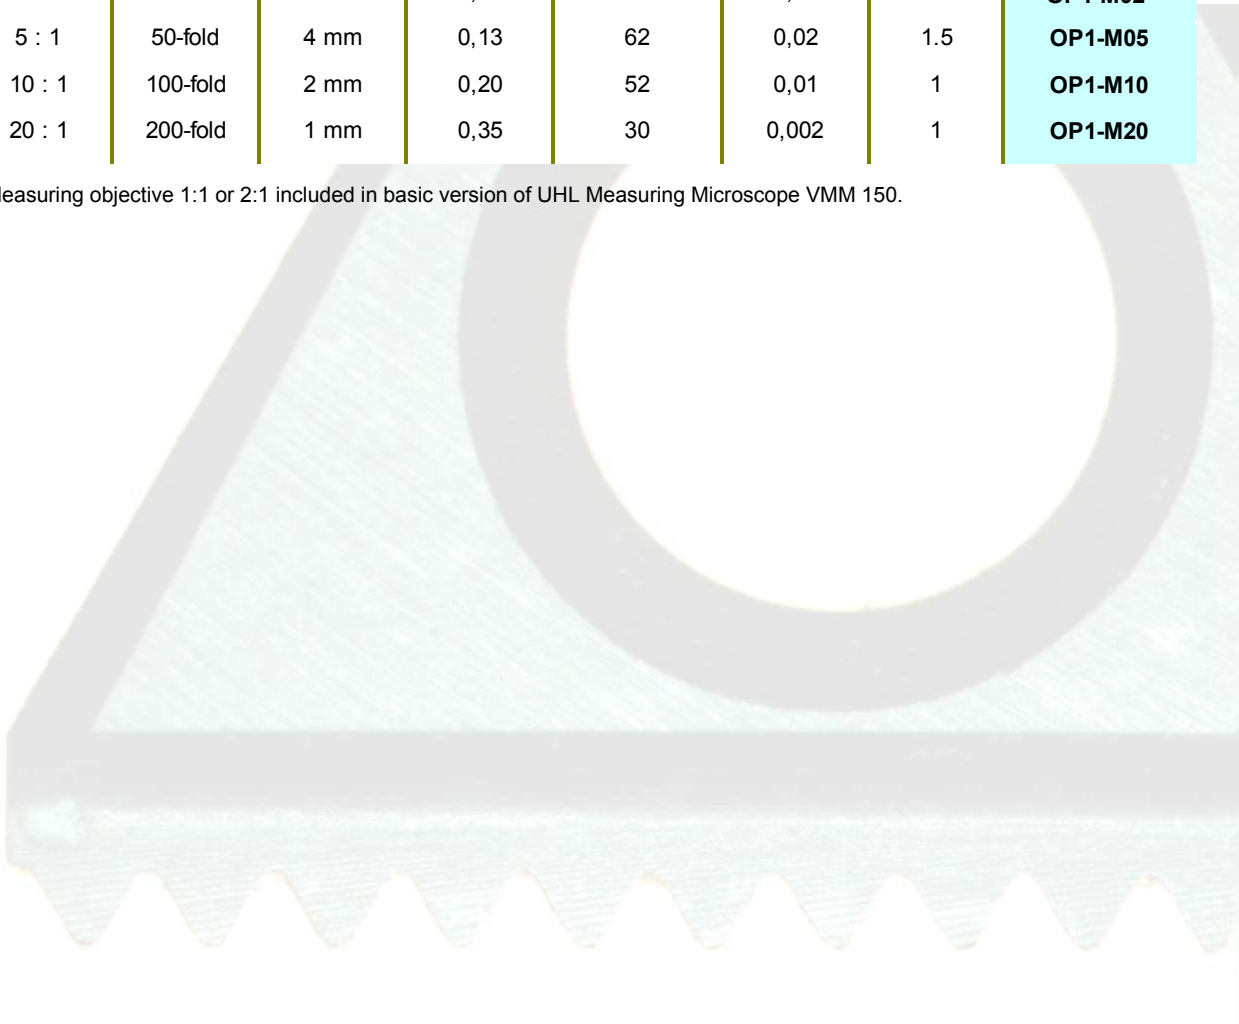 5 : 1 50-fold 4 mm 0,13 62 0,02 1.5 OP1-M05
10 : 1 100-fold 2 mm 0,20 52 0,01 1 OP1-M10
20 : 1 200-fold 1 mm 0,35 30 0,002 1 OP1-M20
objective 1:1 or 2:1 included in basic version of UHL Measuring Microscope VMM 150.